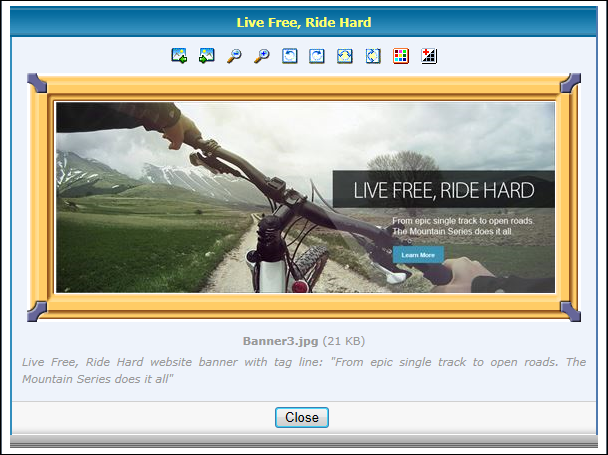 Live Free, Ride Hard
LIVE FREE, RIDE HARD
From epic single track to open roads.
The Mountain Series does it all.
Learn More
Banner3.jpg (21 KB)
Live Free, Ride Hard website banner with tag line: "From epic single track to open roads. The
Mountain Series does it all"
Close